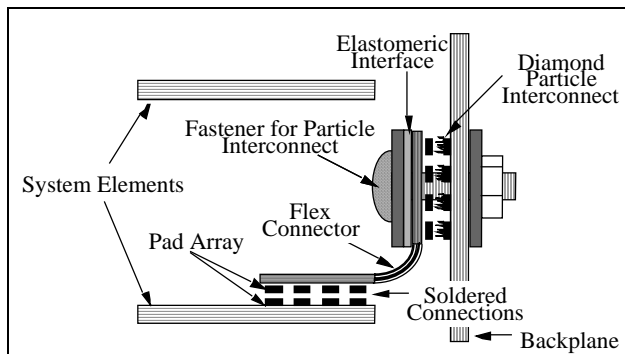 Elastomeric
Interface
Diamond
Particle
Interconnect
Fastener for Particle
Interconnect
System Elements
Flex
Connector
Pad Array
Soldered
Connections
Backplane